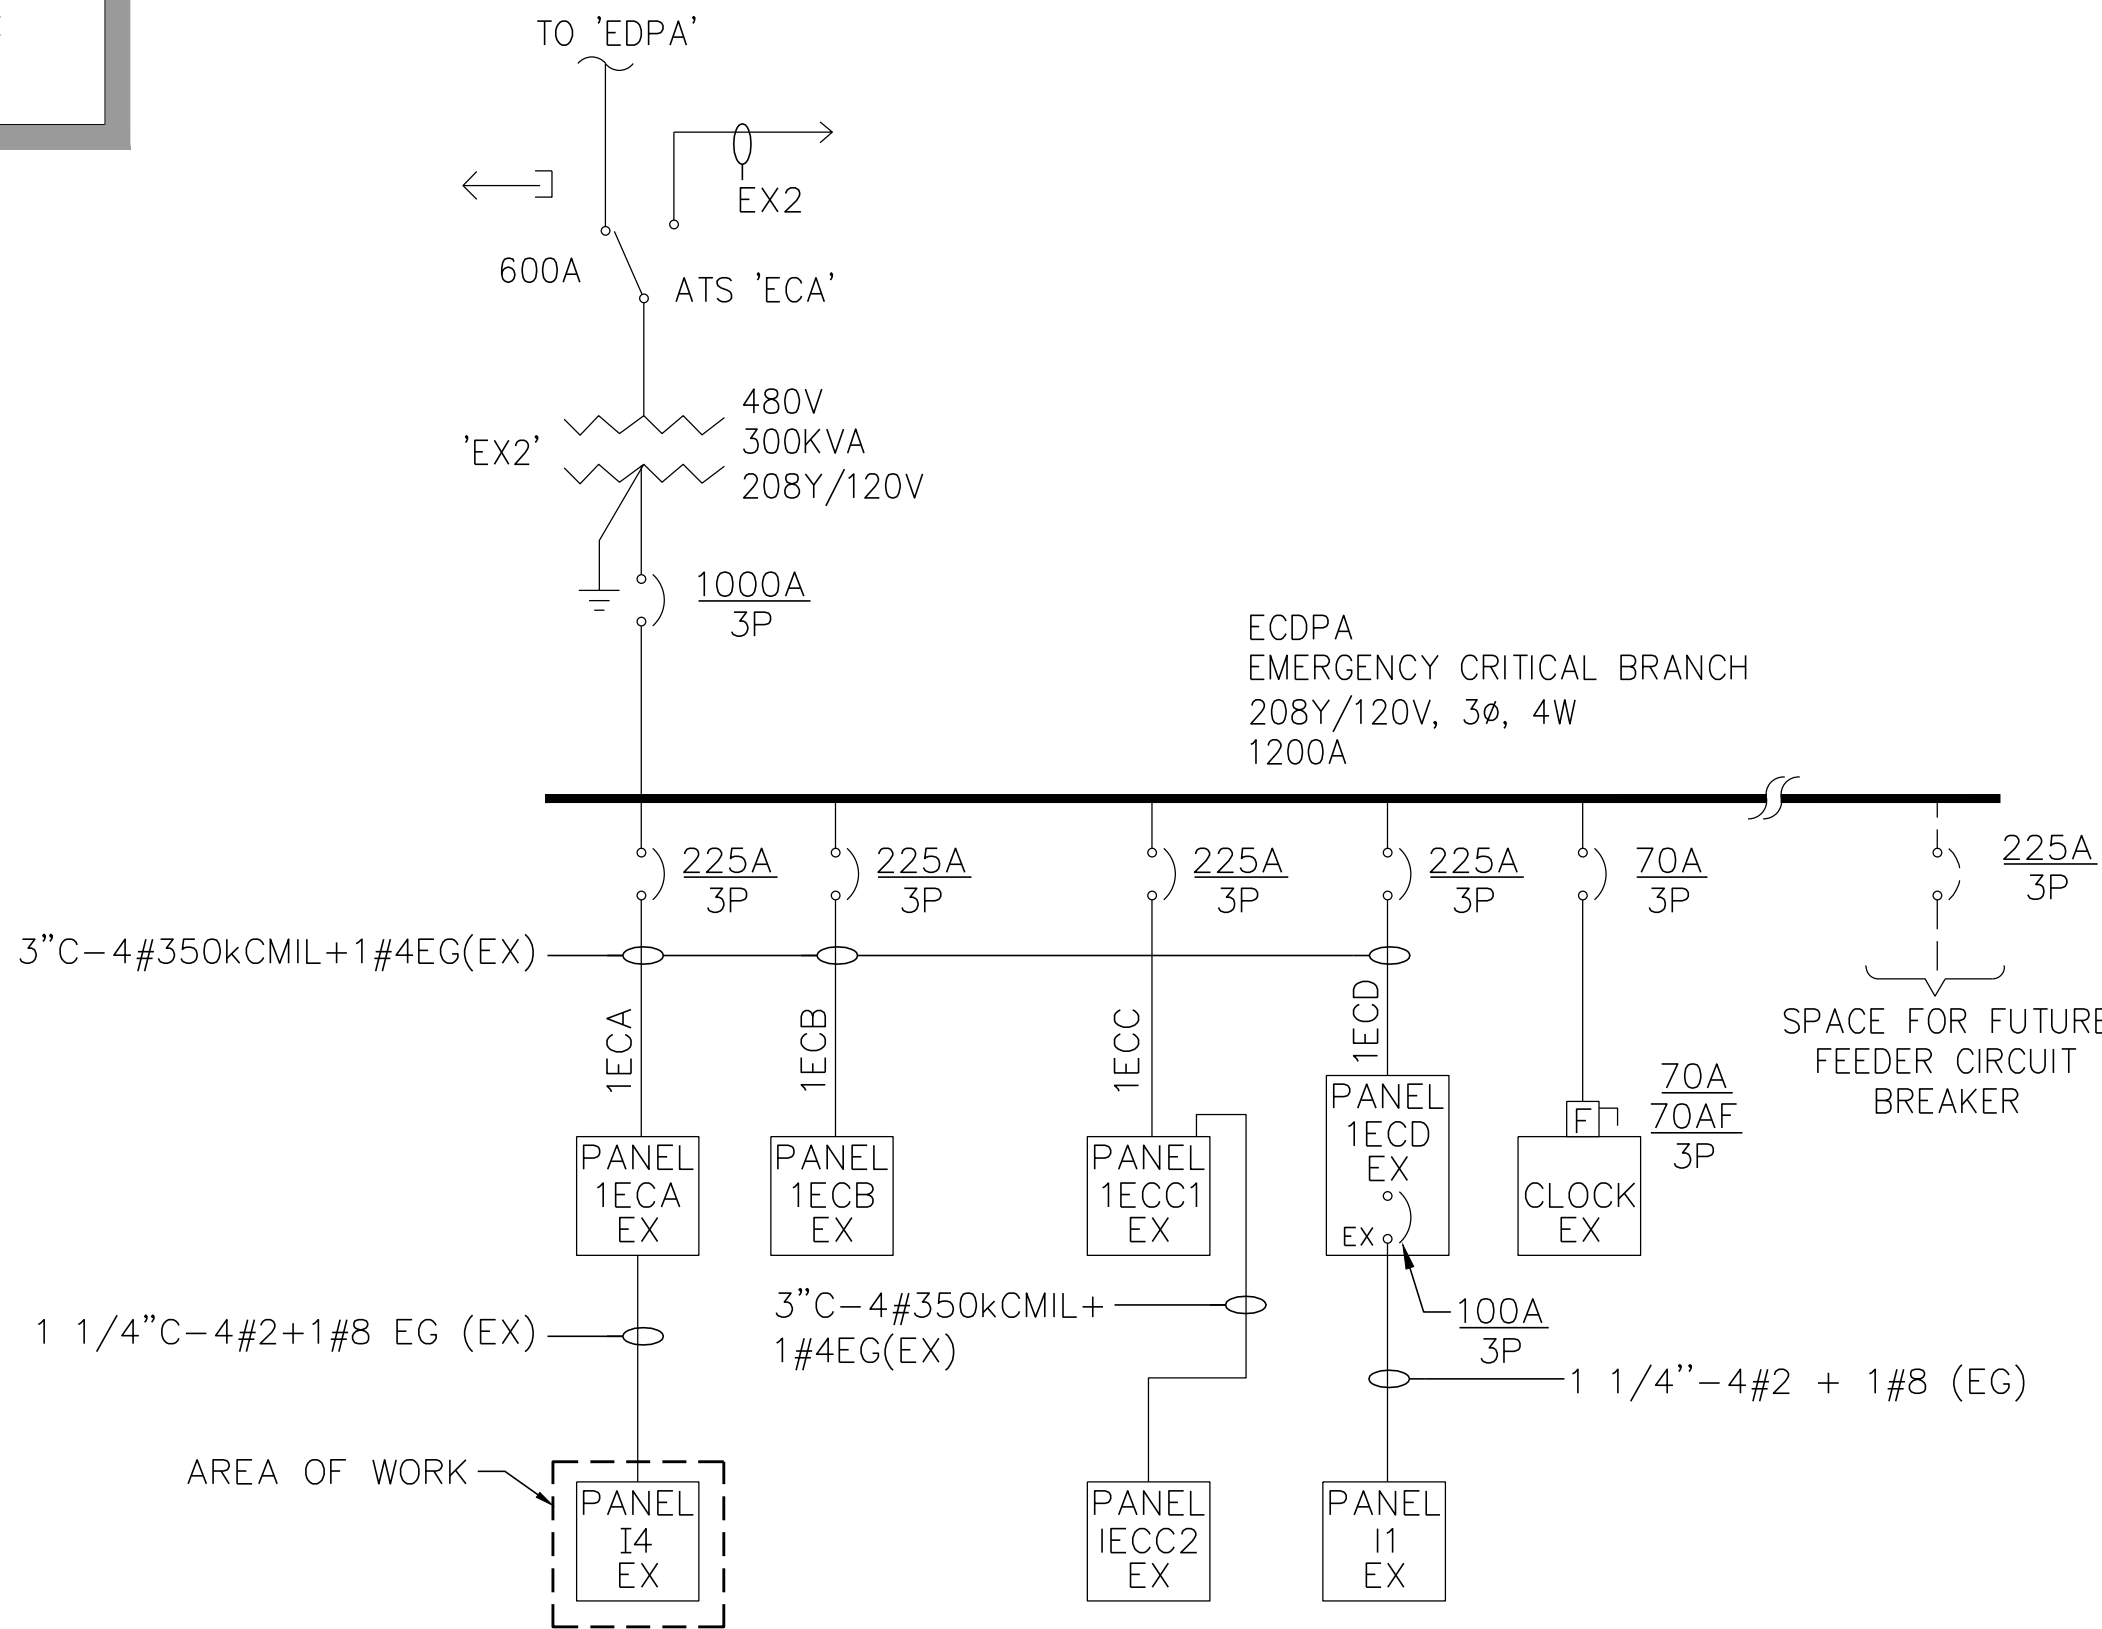 TO 'EDPA'
EX2
600A
ATS 'ECA'
480V
300KVA
208Y/120V
'EX2'
1000A
3P
ECDPA
EMERGENCY CRITICAL BRANCH
208Y/120V, 3ø, 4W
1200A
225A
3P
225A
3P
225A
3P
225A
3P
70A
3P
225A
3P
3"C-4#350kCMIL+1#4EG(EX)
1ECA
1ECB
1ECC
1ECD
SPACE FOR FUTURE
FEEDER CIRCUIT
BREAKER
PANEL
1ECA
EX
PANEL
1ECB
EX
PANEL
1ECC1
EX
PANEL
1ECD
EX
EX
F
70A
70AF
3P
CLOCK
EX
1 1/4"C-4#2+1#8 EG (EX)
3"C-4#350kCMIL+
1#4EG(EX)
100A
3P
1 1/4"-4#2 + 1#8 (EG)
AREA OF WORK
PANEL
I4
EX
PANEL
IECC2
EX
PANEL
I1
EX